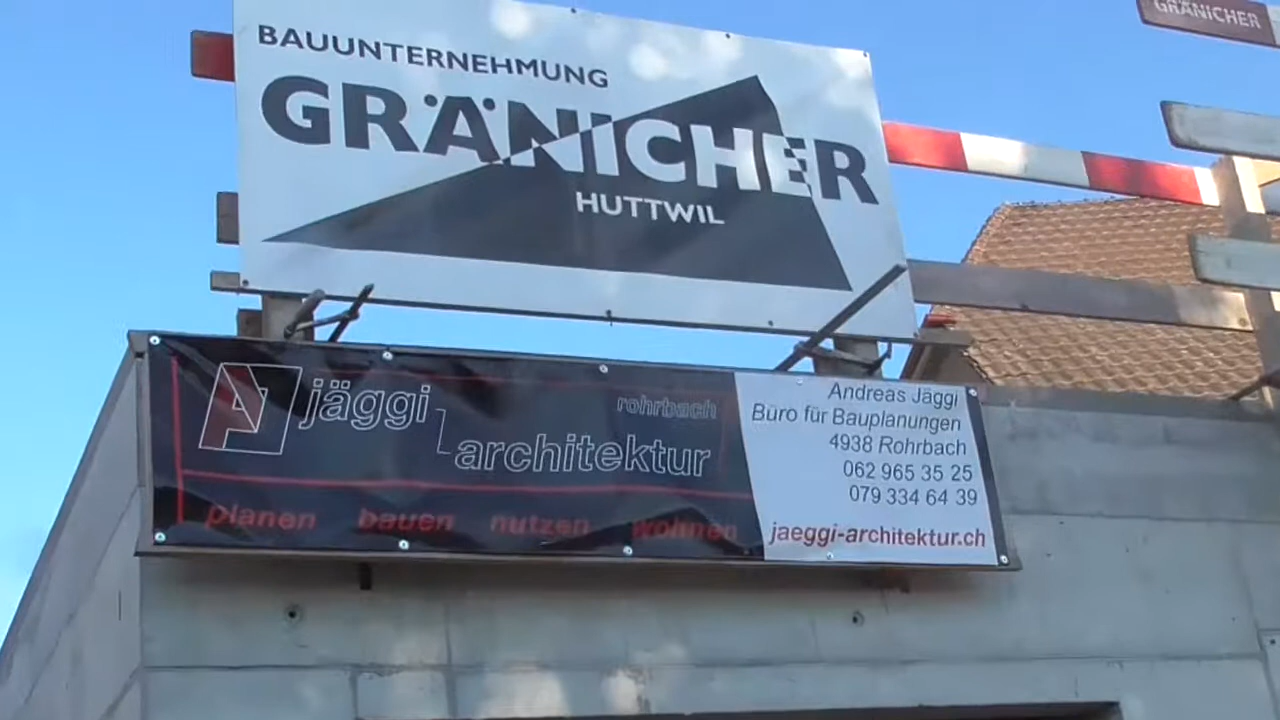 BAUUNTERNEHMUNG
GRÄNICHER
HUTTWIL
GRÄNICHER
jäggi
rohrbach
architektur
planen bauen nutzen wohnen
Andreas Jäggi
Büro für Bauplanungen
4938 Rohrbach
062 965 35 25
079 334 64 39
jaeggi-architektur.ch